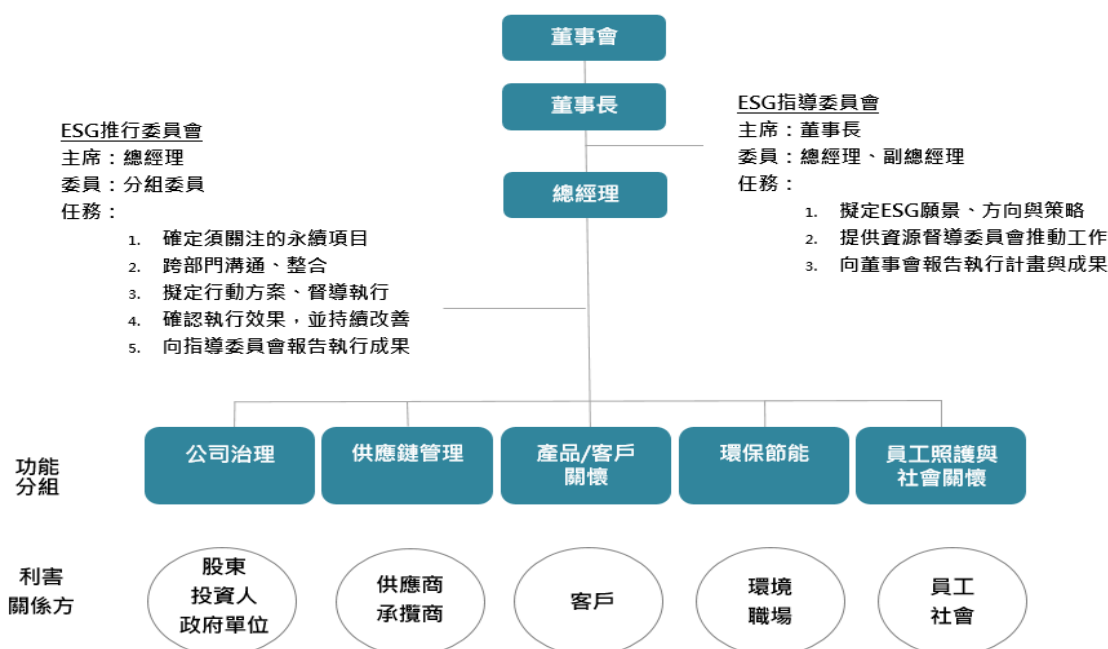 董事會
董事長
ESG指導委員會
主席：董事長
委員：總經理、副總經理
任務：
1. 擬定ESG願景、方向與策略
2. 提供資源督導委員會推動工作
3. 向董事會報告執行計畫與成果
ESG推行委員會
主席：總經理
委員：分組委員
任務：
1. 確定須關注的永續項目
2. 跨部門溝通、整合
3. 擬定行動方案、督導執行
4. 確認執行效果，並持續改善
5. 向指導委員會報告執行成果
總經理
功能
分組
公司治理
供應鏈管理
產品/客戶
關懷
環保節能
員工照護與
社會關懷
利害
關係方
股東
投資人
政府單位
供應商
承攬商
客戶
環境
職場
員工
社會